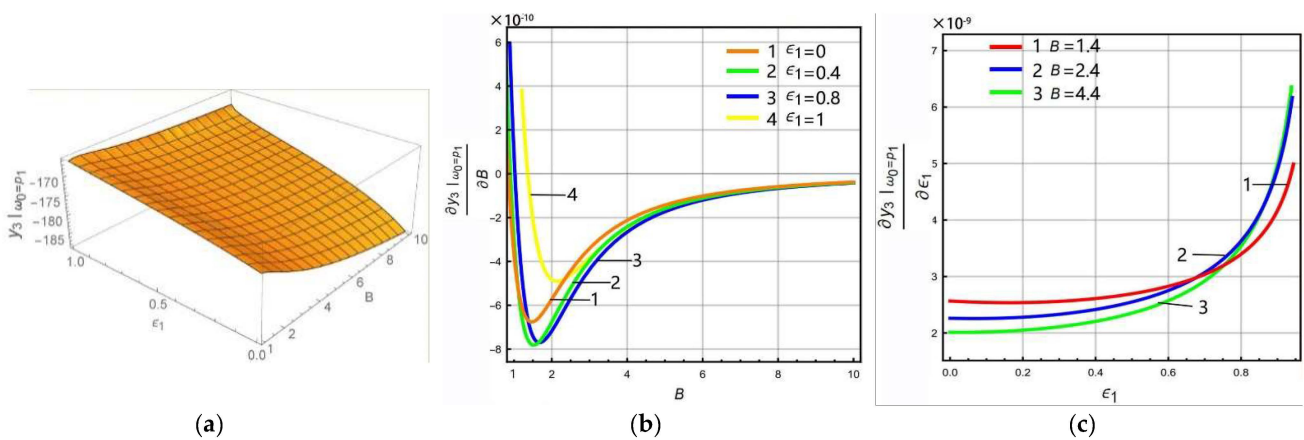 y₃ |ω₀=p₁
−170
−175
−180
−185
1.0
0.5
0.0
ϵ₁
1
2
4
6
8
10
B
(a)
×10⁻¹⁰
6
4
2
0
−2
−4
−6
−8
∂y₃ |ω₀=p₁
∂B
1 ϵ₁=0
2 ϵ₁=0.4
3 ϵ₁=0.8
4 ϵ₁=1
4
3
2
1
1 2 4 6 8 10
B
(b)
×10⁻⁹
7
6
5
4
3
2
∂y₃ |ω₀=p₁
∂ϵ₁
1 B=1.4
2 B=2.4
3 B=4.4
1
2
3
0.0 0.2 0.4 0.6 0.8
ϵ₁
(c)